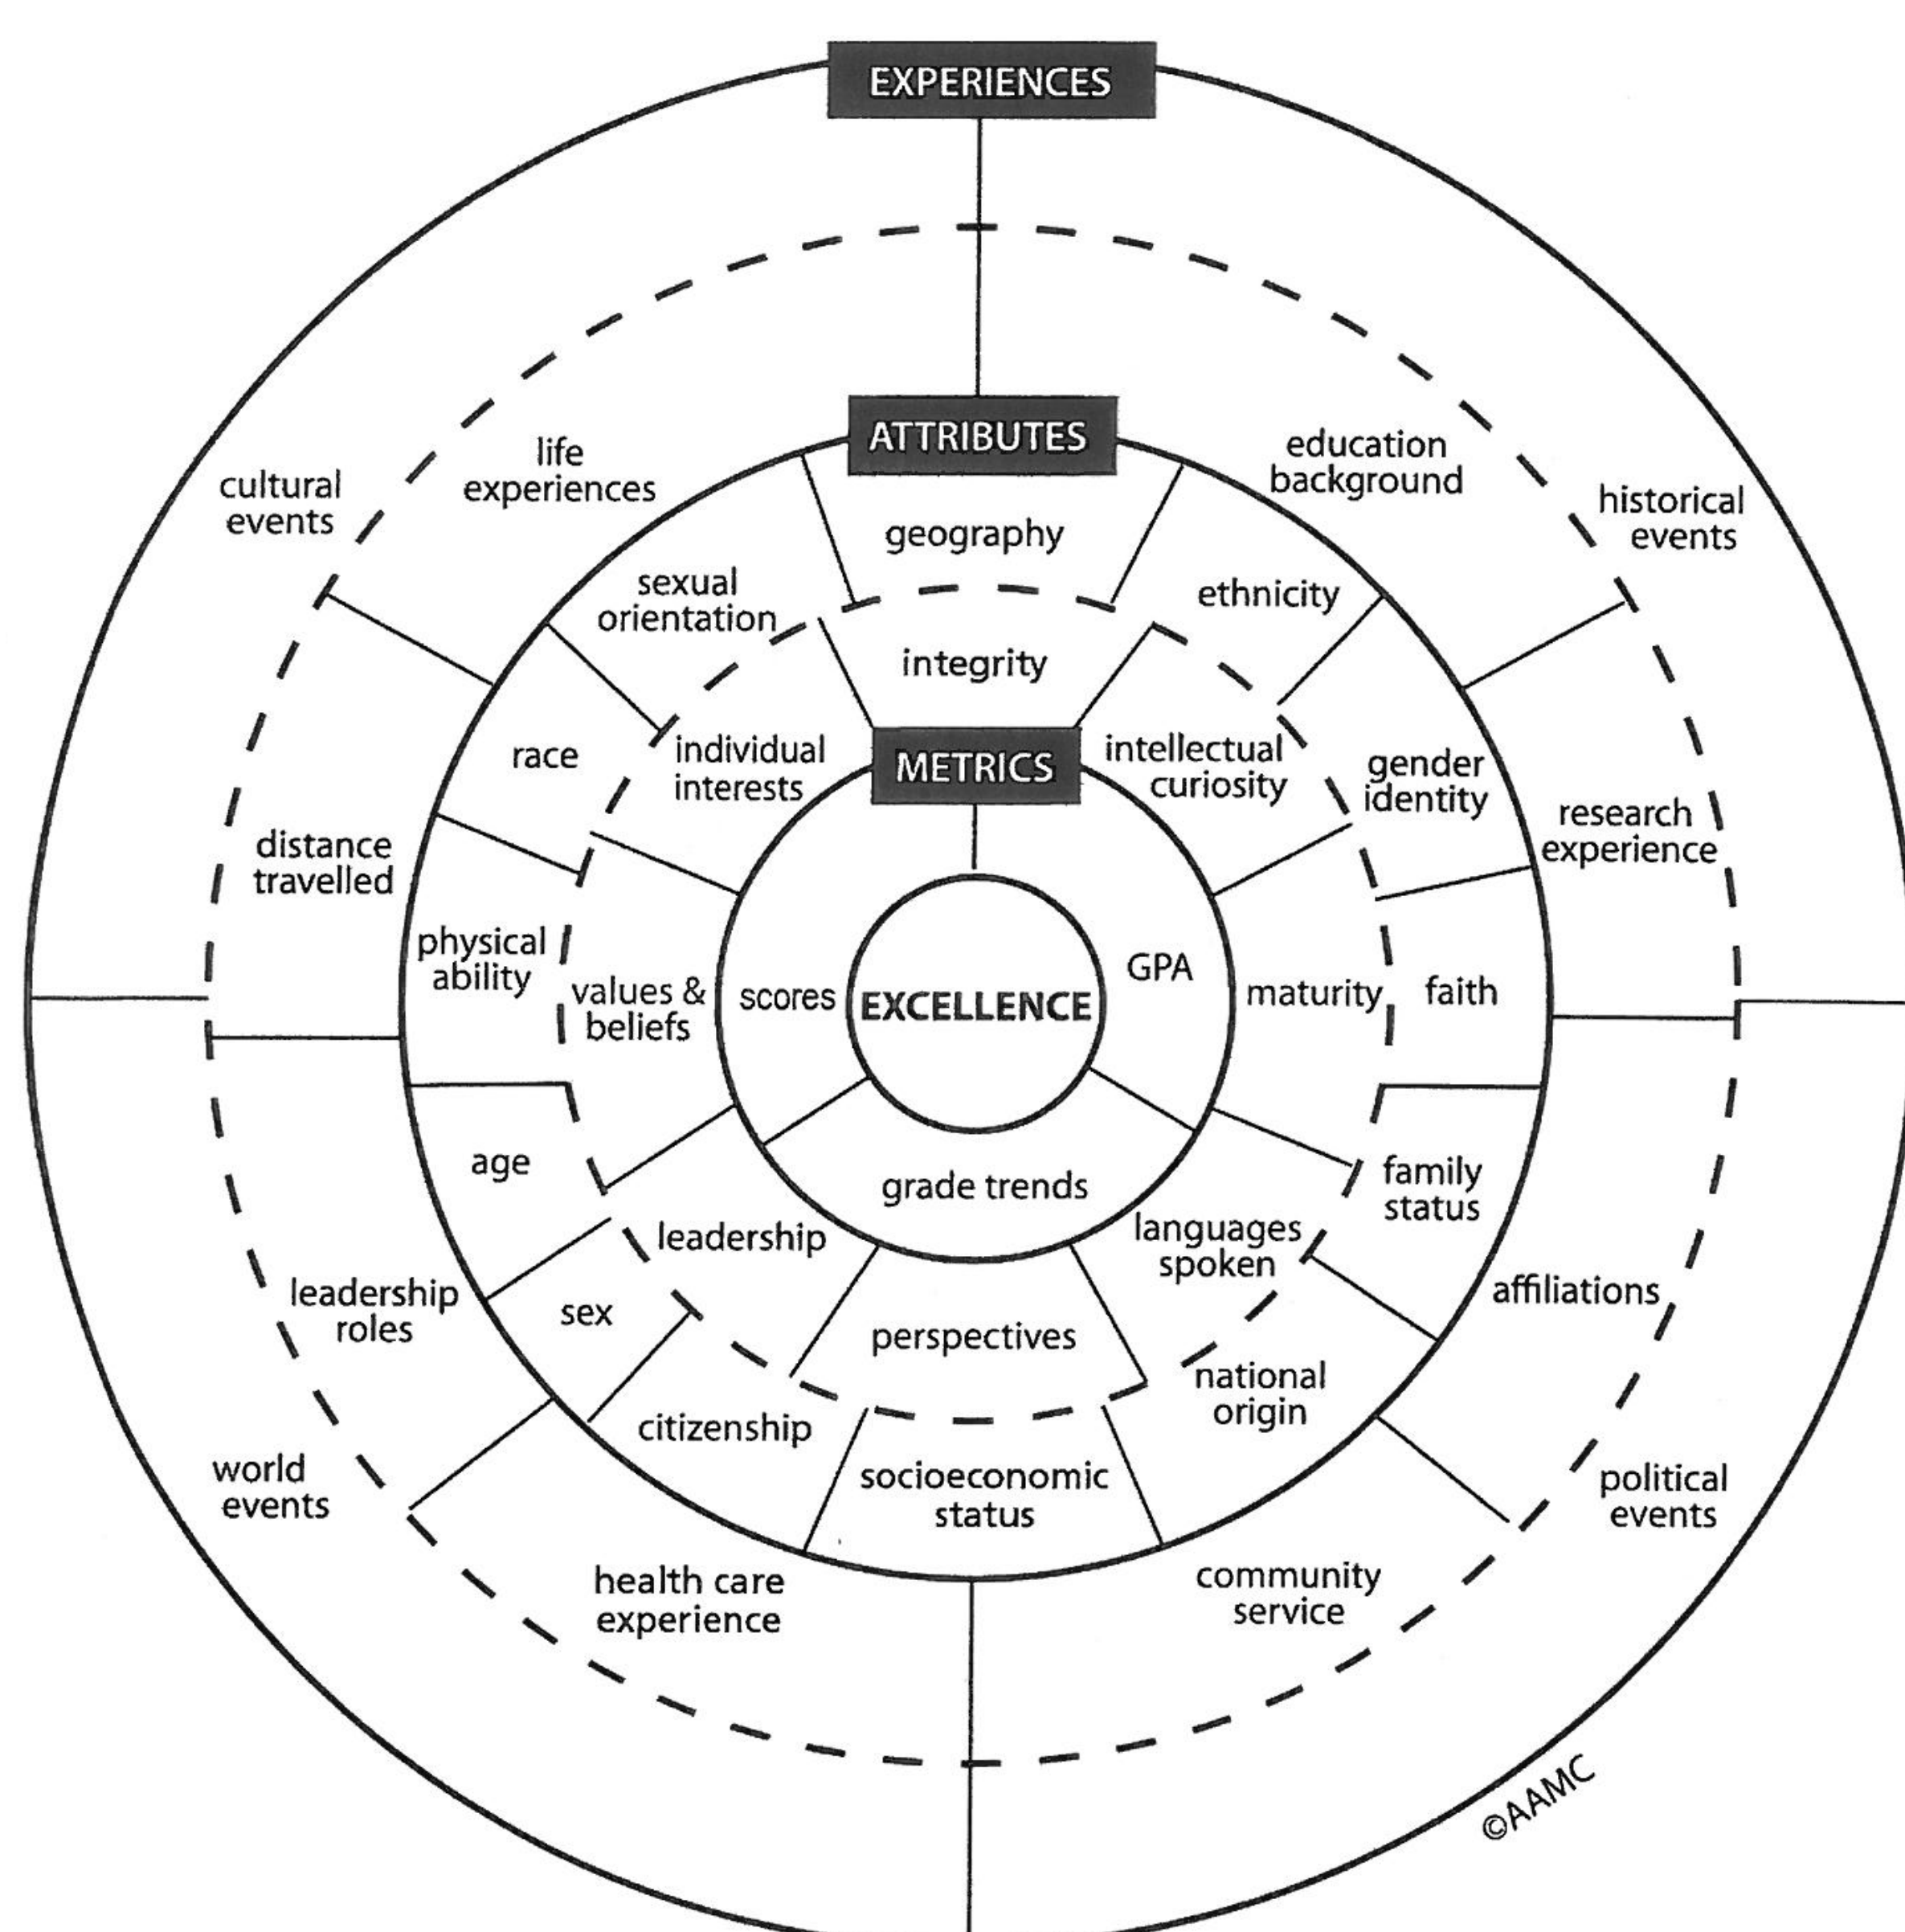 EXPERIENCES
ATTRIBUTES
life
experiences
education
background
cultural
events
historical
events
geography
sexual
orientation
ethnicity
integrity
race
individual
interests
METRICS
intellectual
curiosity
gender
identity
research
experience
distance
travelled
physical
ability
values &
beliefs
scores
EXCELLENCE
GPA
maturity
faith
age
grade trends
family
status
leadership
languages
spoken
leadership
roles
sex
perspectives
affiliations
national
origin
citizenship
world
events
socioeconomic
status
political
events
health care
experience
community
service
©AAMC